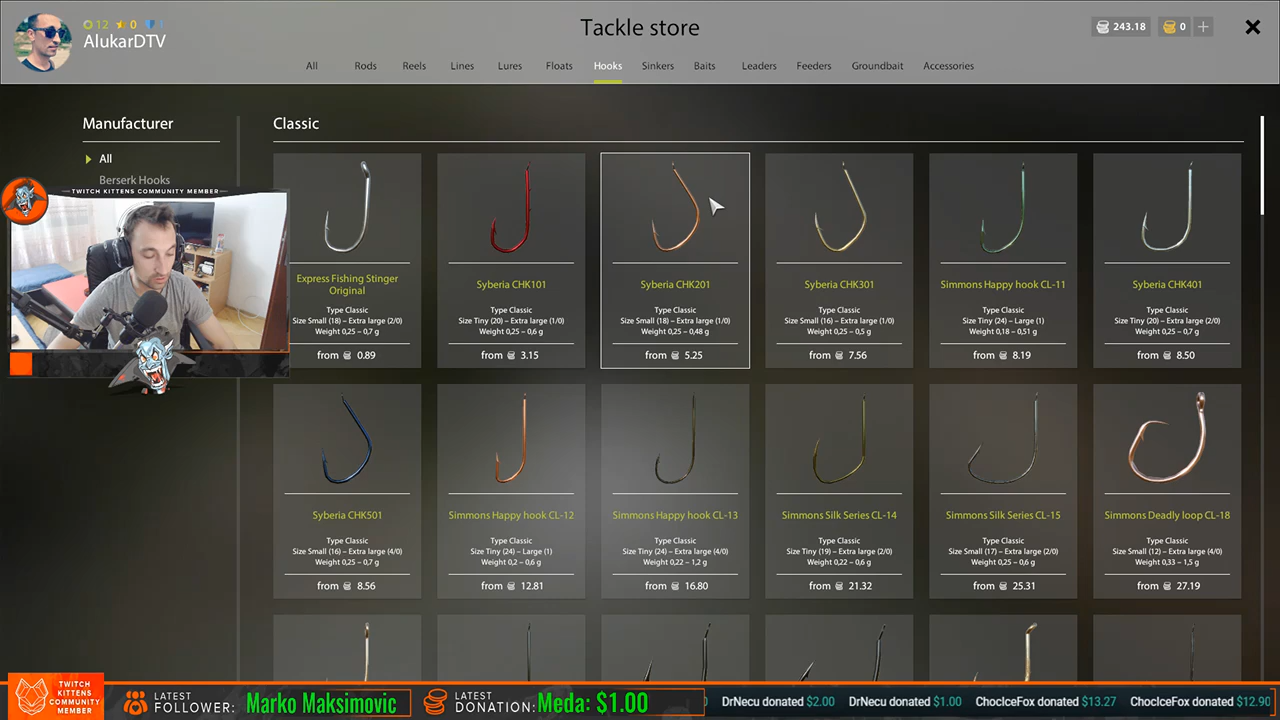 12 0 1
AlukarDTV
Tackle store
243.18 0 +
All Rods Reels Lines Lures Floats Hooks Sinkers Baits Leaders Feeders Groundbait Accessories
Manufacturer
All
Berserk Hooks
TWITCH KITTENS COMMUNITY MEMBER
Classic
Express Fishing Stinger Original
Type Classic
Size Small (18) – Extra large (2/0)
Weight 0,25 – 0,7 g
from 0.89
Syberia CHK101
Type Classic
Size Tiny (20) – Extra large (1/0)
Weight 0,25 – 0,6 g
from 3.15
Syberia CHK201
Type Classic
Size Small (18) – Extra large (1/0)
Weight 0,25 – 0,48 g
from 5.25
Syberia CHK301
Type Classic
Size Small (16) – Extra large (1/0)
Weight 0,25 – 0,5 g
from 7.56
Simmons Happy hook CL-11
Type Classic
Size Tiny (24) – Large (1)
Weight 0,18 – 0,51 g
from 8.19
Syberia CHK401
Type Classic
Size Tiny (20) – Extra large (2/0)
Weight 0,25 – 0,7 g
from 8.50
Syberia CHK501
Type Classic
Size Small (16) – Extra large (4/0)
Weight 0,25 – 0,7 g
from 8.56
Simmons Happy hook CL-12
Type Classic
Size Tiny (24) – Large (1)
Weight 0,2 – 0,6 g
from 12.81
Simmons Happy hook CL-13
Type Classic
Size Tiny (24) – Extra large (4/0)
Weight 0,22 – 1,2 g
from 16.80
Simmons Silk Series CL-14
Type Classic
Size Tiny (19) – Extra large (2/0)
Weight 0,22 – 0,6 g
from 21.32
Simmons Silk Series CL-15
Type Classic
Size Small (17) – Extra large (2/0)
Weight 0,25 – 0,6 g
from 25.31
Simmons Deadly loop CL-18
Type Classic
Size Small (12) – Extra large (4/0)
Weight 0,33 – 1,5 g
from 27.19
TWITCH
KITTENS
COMMUNITY
MEMBER
LATEST
FOLLOWER: Marko Maksimovic
LATEST
DONATION: Meda: $1.00
DrNecu donated $2.00 DrNecu donated $1.00 ChocIceFox donated $13.27 ChocIceFox donated $12.90